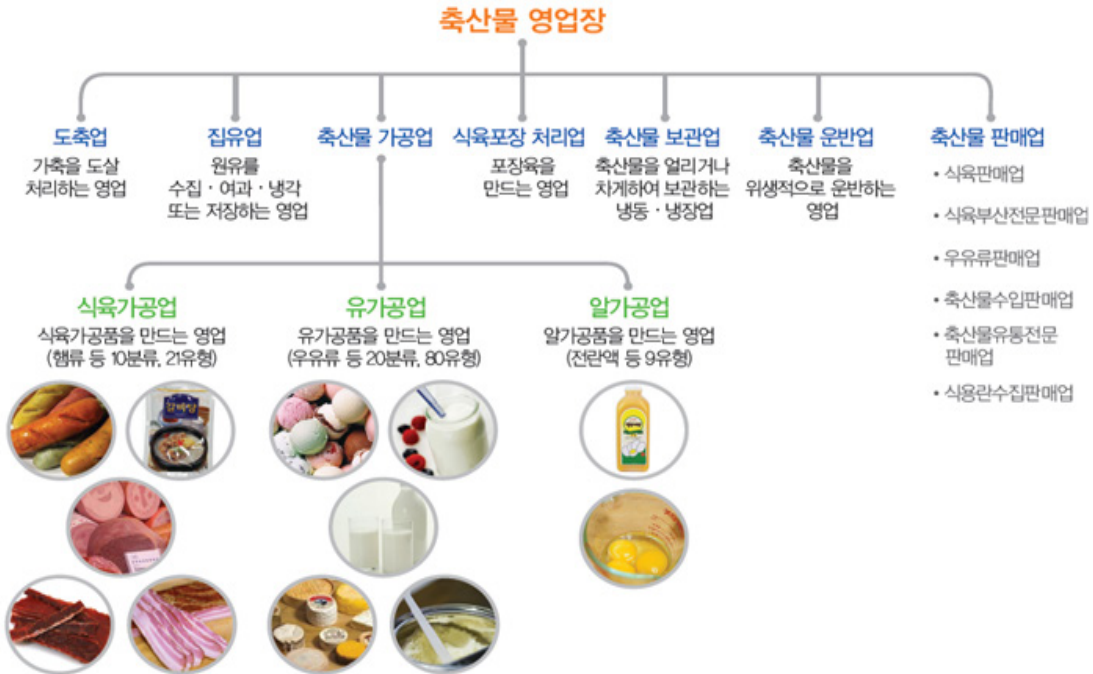 축산물 영업장
도축업
가축을 도살
처리하는 영업
집유업
원유를
수집 · 여과 · 냉각
또는 저장하는 영업
축산물 가공업
식육포장 처리업
포장육을
만드는 영업
축산물 보관업
축산물을 얼리거나
차게하여 보관하는
냉동 · 냉장업
축산물 운반업
축산물을
위생적으로 운반하는
영업
축산물 판매업
• 식육판매업
• 식육부산전문판매업
• 우유류판매업
• 축산물수입판매업
• 축산물유통전문
판매업
• 식용란수집판매업
식육가공업
식육가공품을 만드는 영업
(햄류 등 10분류, 21유형)
유가공업
유가공품을 만드는 영업
(우유류 등 20분류, 80유형)
알가공업
알가공품을 만드는 영업
(전란액 등 9유형)
갈비탕